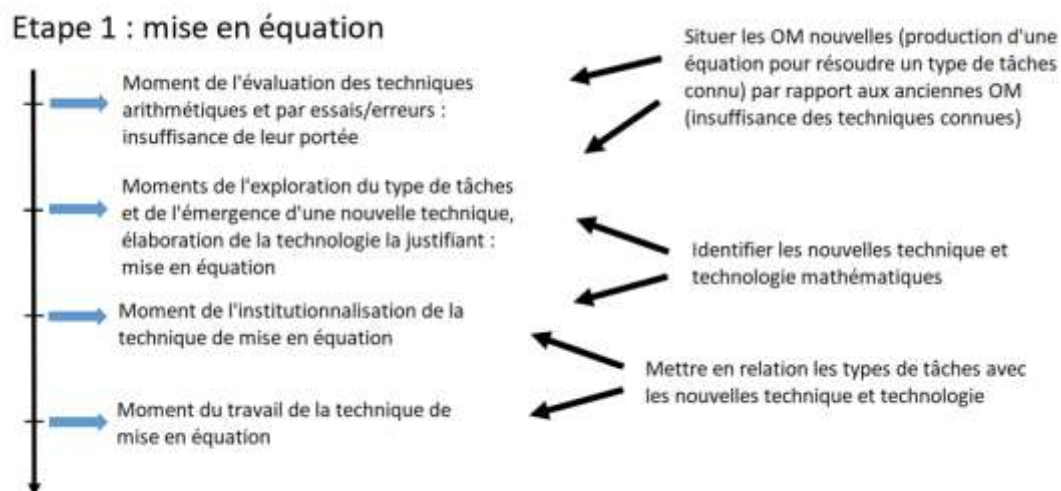 Etape 1 : mise en équation
Moment de l'évaluation des techniques
arithmétiques et par essais/erreurs :
insuffisance de leur portée
Moments de l'exploration du type de tâches
et de l'émergence d'une nouvelle technique,
élaboration de la technologie la justifiant :
mise en équation
Moment de l'institutionnalisation de la
technique de mise en équation
Moment du travail de la technique de
mise en équation
Situer les OM nouvelles (production d'une
équation pour résoudre un type de tâches
connu) par rapport aux anciennes OM
(insuffisance des techniques connues)
Identifier les nouvelles technique et
technologie mathématiques
Mettre en relation les types de tâches avec
les nouvelles technique et technologie